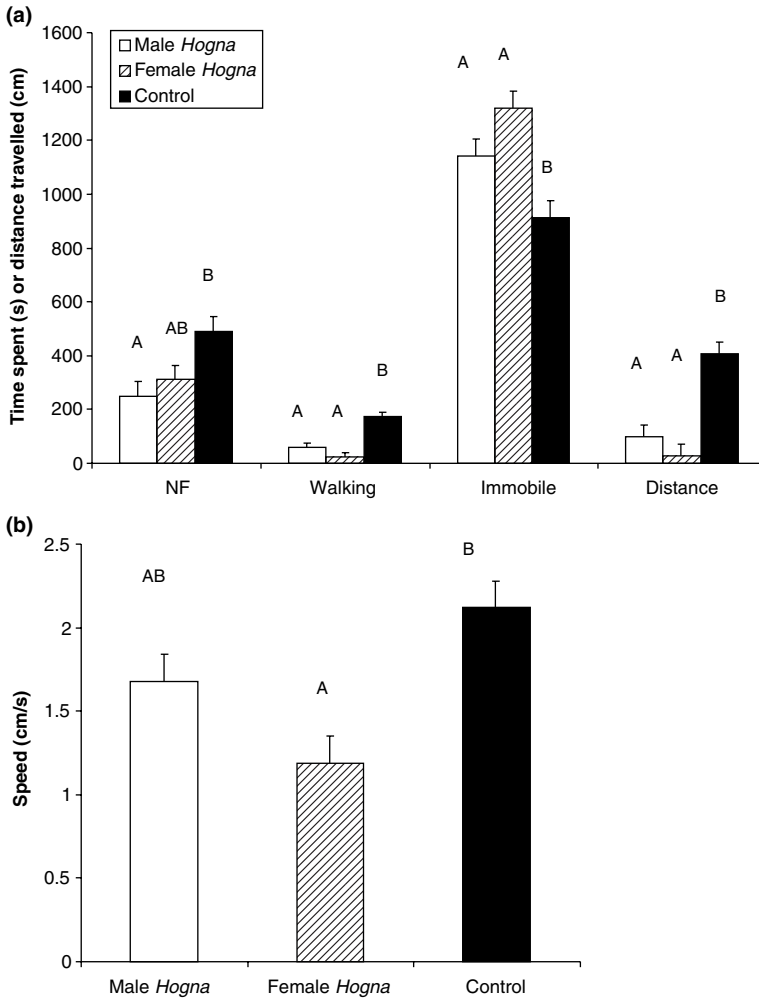 (a)
Time spent (s) or distance travelled (cm)
1600
1400
1200
1000
800
600
400
200
0
Male Hogna
Female Hogna
Control
A
AB
B
A
A
B
A
A
B
A
A
B
NF
Walking
Immobile
Distance
(b)
Speed (cm/s)
2.5
2
1.5
1
0.5
0
AB
A
B
Male Hogna
Female Hogna
Control